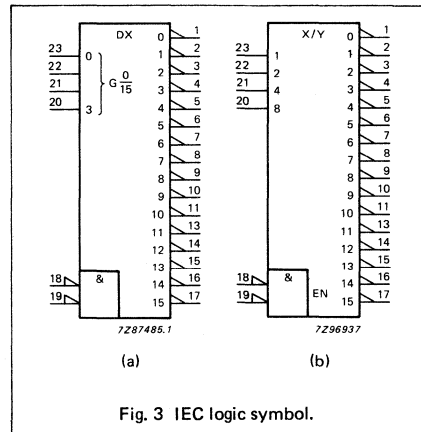 DX
0 1
23 0 1 2
22 2 3
21 G 0/15 3 4
20 3 4 5
5 6
6 7
7 8
8 9
9 10
10 11
11 13
12 14
& 13 15
18 14 16
19 15 17
7Z87485.1
(a)
X/Y
0 1
23 1 1 2
22 2 2 3
21 4 3 4
20 8 4 5
5 6
6 7
7 8
8 9
9 10
10 11
11 13
12 14
& 13 15
18 14 16
19 EN 15 17
7Z96937
(b)
Fig. 3 IEC logic symbol.